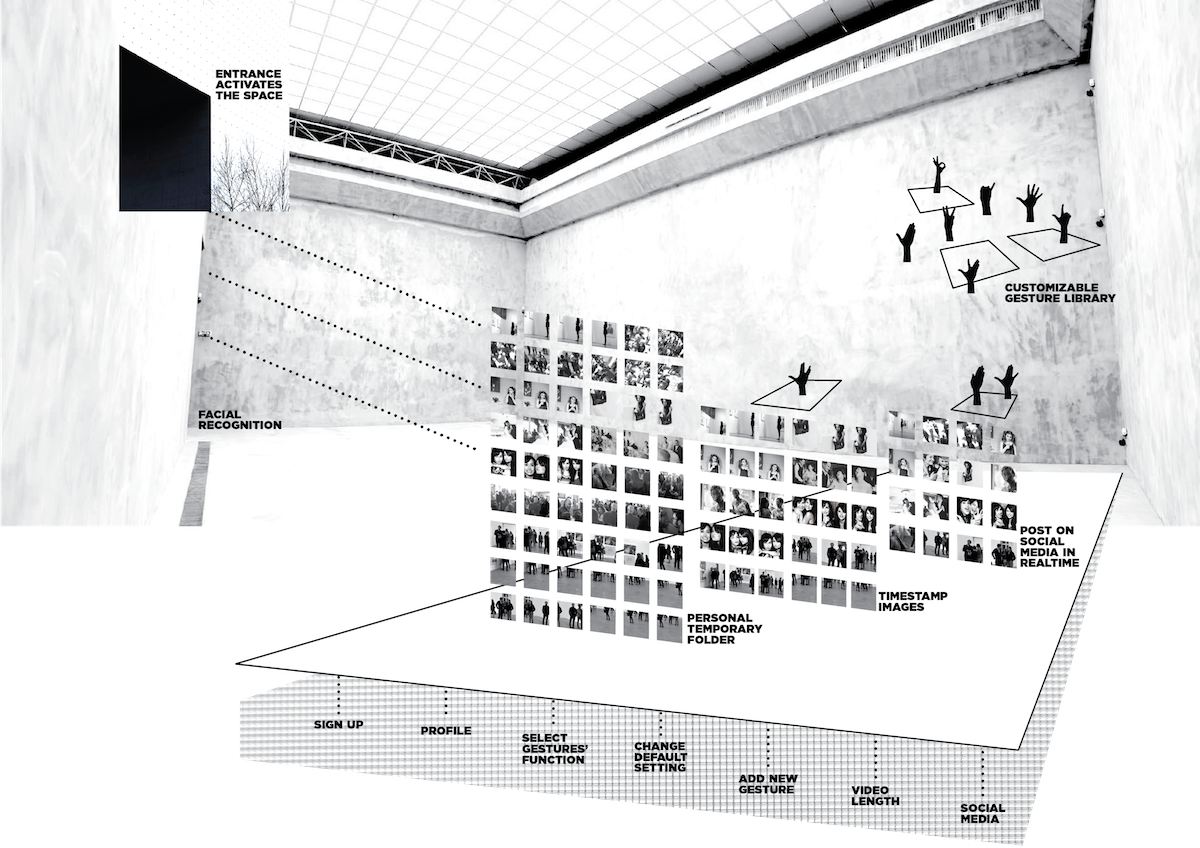 ENTRANCE
ACTIVATES
THE SPACE
CUSTOMIZABLE
GESTURE LIBRARY
FACIAL
RECOGNITION
POST ON
SOCIAL
MEDIA IN
REALTIME
TIMESTAMP
IMAGES
PERSONAL
TEMPORARY
FOLDER
SIGN UP
PROFILE
SELECT
GESTURES'
FUNCTION
CHANGE
DEFAULT
SETTING
ADD NEW
GESTURE
VIDEO
LENGTH
SOCIAL
MEDIA